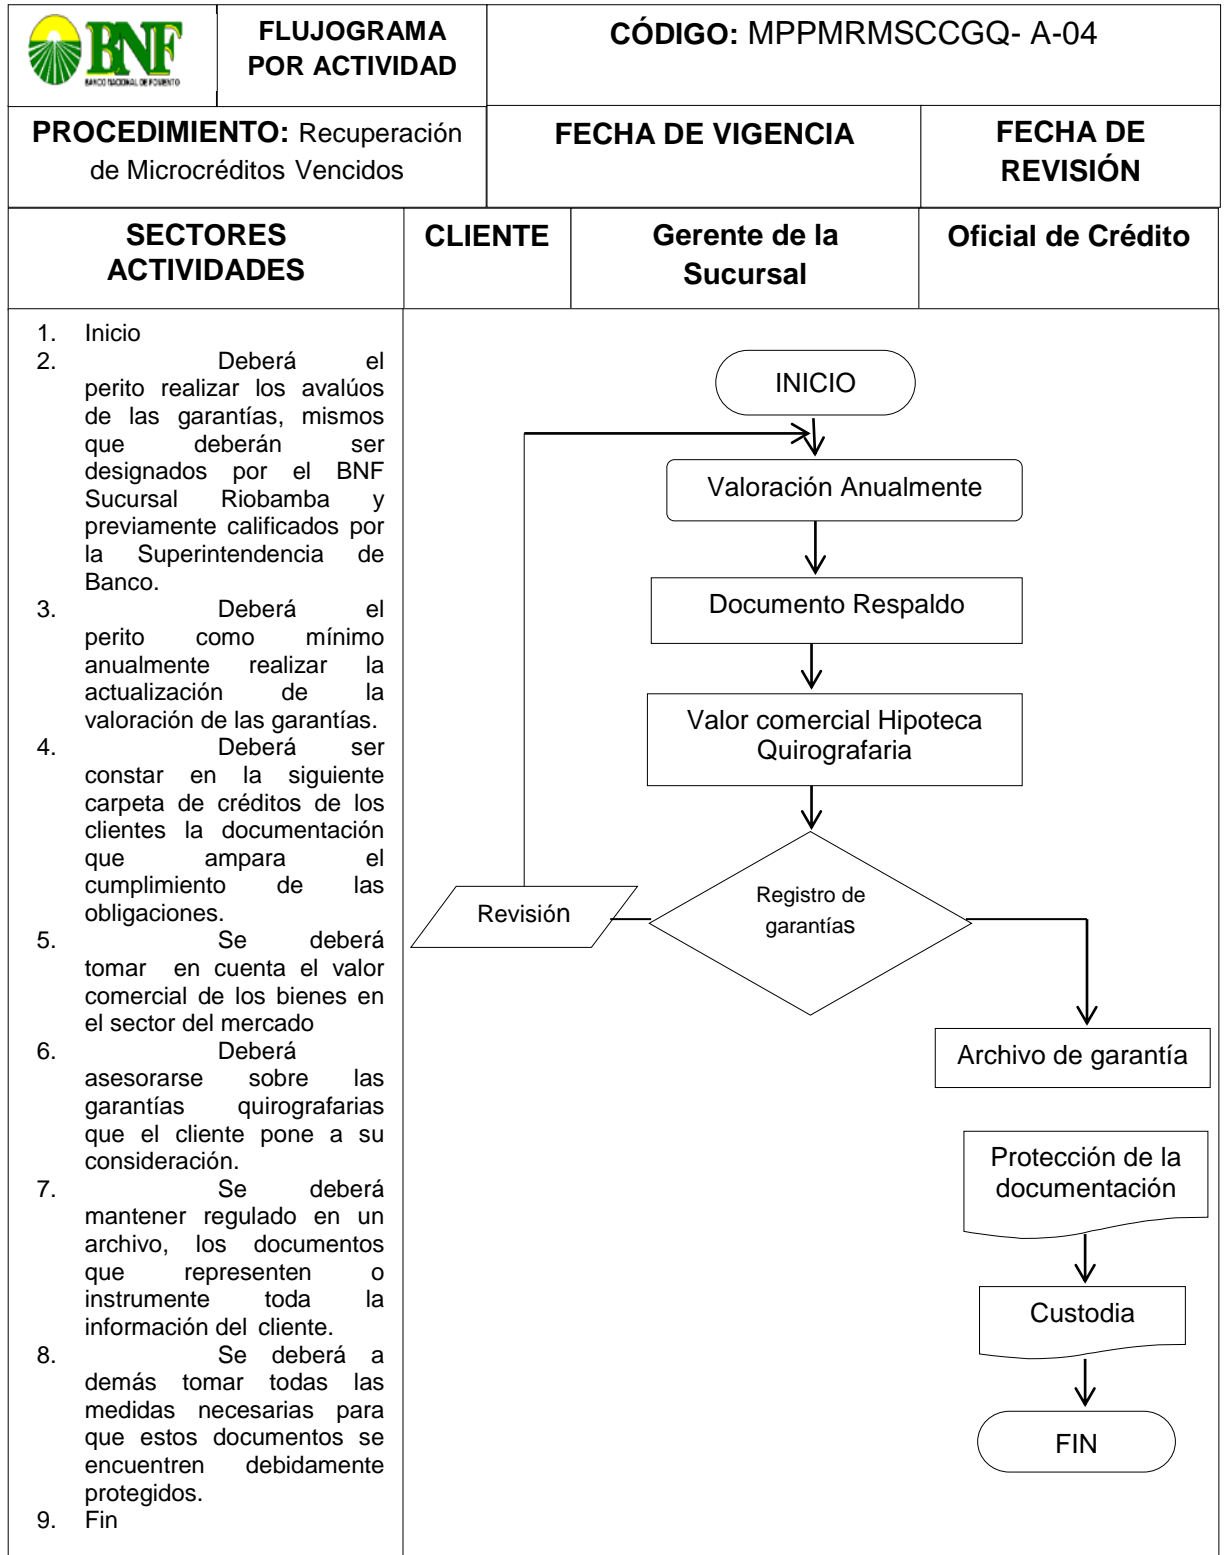 BNF
BANCO NACIONAL DE FOMENTO
FLUJOGRAMA
POR ACTIVIDAD
CÓDIGO: MPPMRMSCCGQ- A-04
PROCEDIMIENTO: Recuperación
de Microcréditos Vencidos
FECHA DE VIGENCIA
FECHA DE
REVISIÓN
SECTORES
ACTIVIDADES
CLIENTE
Gerente de la
Sucursal
Oficial de Crédito
1. Inicio
2. Deberá el
perito realizar los avalúos
de las garantías, mismos
que deberán ser
designados por el BNF
Sucursal Riobamba y
previamente calificados por
la Superintendencia de
Banco.
3. Deberá el
perito como mínimo
anualmente realizar la
actualización de la
valoración de las garantías.
4. Deberá ser
constar en la siguiente
carpeta de créditos de los
clientes la documentación
que ampara el
cumplimiento de las
obligaciones.
5. Se deberá
tomar en cuenta el valor
comercial de los bienes en
el sector del mercado
6. Deberá
asesorarse sobre las
garantías quirografarias
que el cliente pone a su
consideración.
7. Se deberá
mantener regulado en un
archivo, los documentos
que representen o
instrumente toda la
información del cliente.
8. Se deberá a
demás tomar todas las
medidas necesarias para
que estos documentos se
encuentren debidamente
protegidos.
9. Fin
INICIO
Valoración Anualmente
Documento Respaldo
Valor comercial Hipoteca
Quirografaria
Registro de
garantías
Revisión
Archivo de garantía
Protección de la
documentación
Custodia
FIN